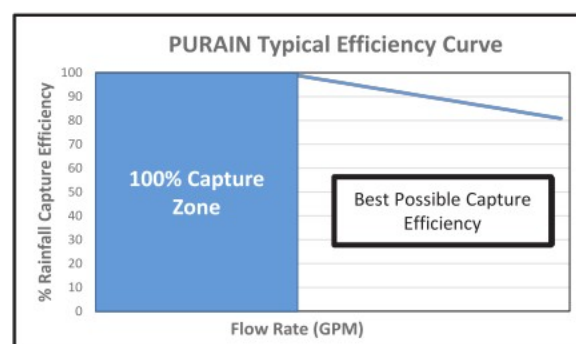 PURAIN Typical Efficiency Curve
% Rainfall Capture Efficiency
100
90
80
70
60
50
40
30
20
10
0
100% Capture
Zone
Best Possible Capture
Efficiency
Flow Rate (GPM)